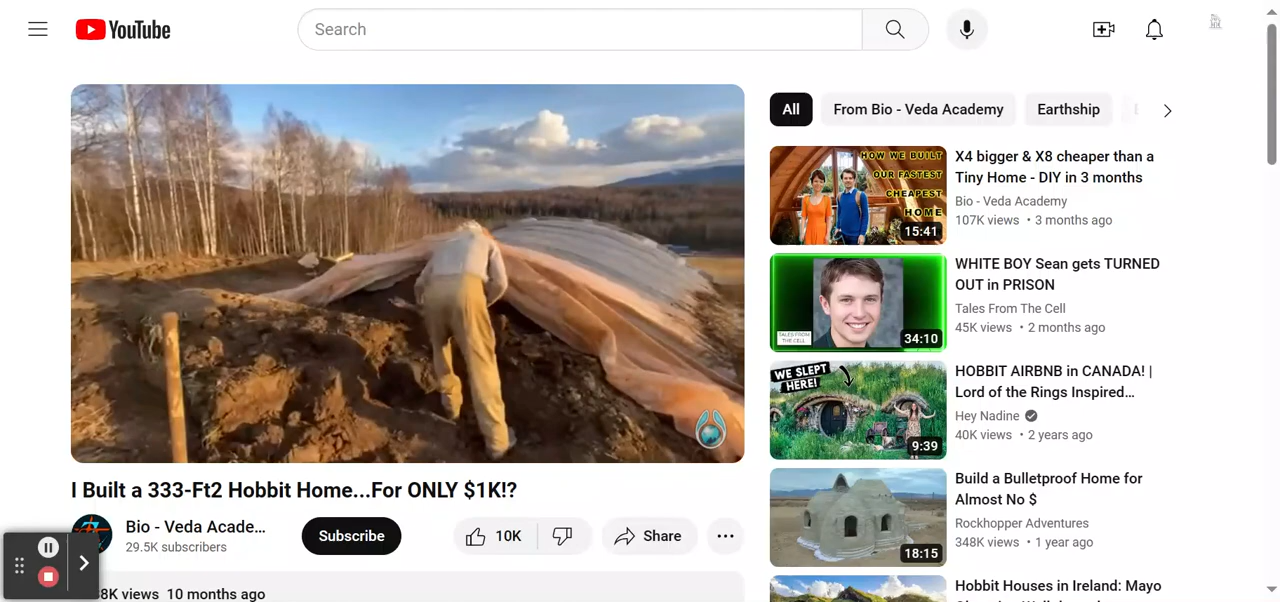 YouTube
Search
All
From Bio - Veda Academy
Earthship
HOW WE BUILT
OUR FASTEST
CHEAPEST
HOME
15:41
X4 bigger & X8 cheaper than a
Tiny Home - DIY in 3 months
Bio - Veda Academy
107K views • 3 months ago
TALES FROM
THE CELL
34:10
WHITE BOY Sean gets TURNED
OUT in PRISON
Tales From The Cell
45K views • 2 months ago
WE SLEPT
HERE!
9:39
HOBBIT AIRBNB in CANADA! |
Lord of the Rings Inspired...
Hey Nadine
40K views • 2 years ago
18:15
Build a Bulletproof Home for
Almost No $
Rockhopper Adventures
348K views • 1 year ago
Hobbit Houses in Ireland: Mayo
I Built a 333-Ft2 Hobbit Home...For ONLY $1K!?
Bio - Veda Acade...
29.5K subscribers
Subscribe
10K
Share
8K views 10 months ago